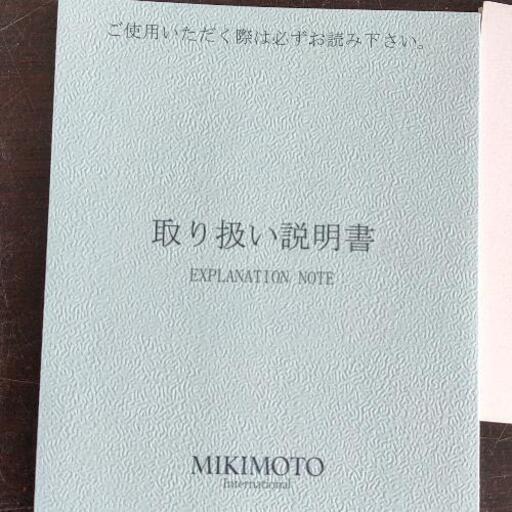 ご使用いただく際は必ずお読み下さい。
取り扱い説明書
EXPLANATION NOTE
MIKIMOTO
International